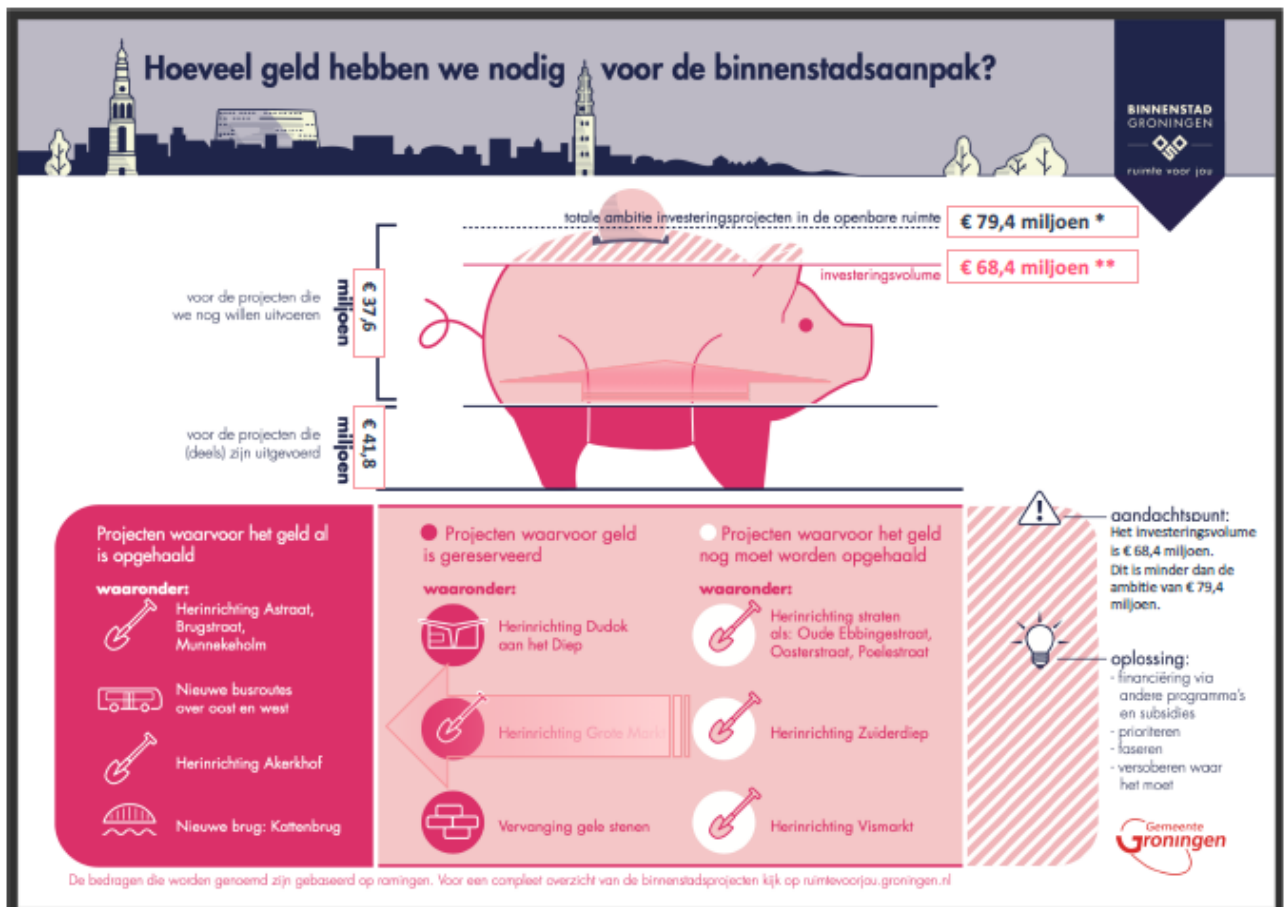 Hoeveel geld hebben we nodig voor de binnenstadsaanpak?
BINNENSTAD
GRONINGEN
ruimte voor jou
totale ambitie investeringsprojecten in de openbare ruimte
€ 79,4 miljoen *
investeringsvolume
€ 68,4 miljoen **
voor de projecten die
we nog willen uitvoeren
€ 37,6
miljoen
voor de projecten die
(deels) zijn uitgevoerd
€ 41,8
miljoen
Projecten waarvoor het geld al
is opgehaald
waaronder:
Herinrichting Astraat,
Brugstraat,
Munnekeholm
Nieuwe busroutes
over oost en west
Herinrichting Akerkhof
Nieuwe brug: Kattenbrug
Projecten waarvoor geld
is gereserveerd
waaronder:
Herinrichting Dudok
aan het Diep
Herinrichting Grote Markt
Vervanging gele stenen
Projecten waarvoor het geld
nog moet worden opgehaald
waaronder:
Herinrichting straten
als: Oude Ebbingestraat,
Oosterstraat, Poelestraat
Herinrichting Zuiderdiep
Herinrichting Vismarkt
aandachtspunt:
Het investeringsvolume
is € 68,4 miljoen.
Dit is minder dan de
ambitie van € 79,4
miljoen.
oplossing:
- financiëring via
andere programma's
en subsidies
- prioriteren
- faseren
- versoberen waar
het moet
Gemeente
Groningen
De bedragen die worden genoemd zijn gebaseerd op ramingen. Voor een compleet overzicht van de binnenstadsprojecten kijk op ruimtevoorjou.groningen.nl